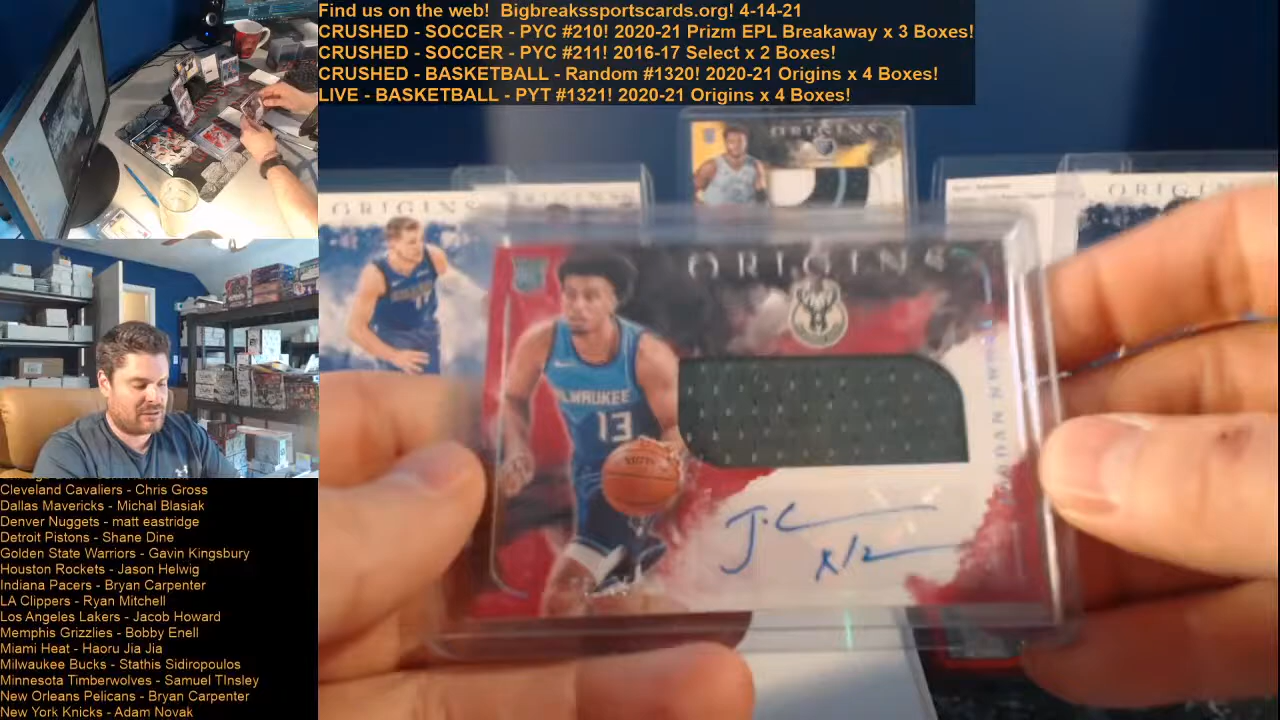 Find us on the web!  Bigbreakssportscards.org! 4-14-21
CRUSHED - SOCCER - PYC #210! 2020-21 Prizm EPL Breakaway x 3 Boxes!
CRUSHED - SOCCER - PYC #211! 2016-17 Select x 2 Boxes!
CRUSHED - BASKETBALL - Random #1320! 2020-21 Origins x 4 Boxes!
LIVE - BASKETBALL - PYT #1321! 2020-21 Origins x 4 Boxes!
ORIGINS
ORIGINS
ORIGINS
ORIGINS
MILWAUKEE
13
Cleveland Cavaliers - Chris Gross
Dallas Mavericks - Michal Blasiak
Denver Nuggets - matt eastridge
Detroit Pistons - Shane Dine
Golden State Warriors - Gavin Kingsbury
Houston Rockets - Jason Helwig
Indiana Pacers - Bryan Carpenter
LA Clippers - Ryan Mitchell
Los Angeles Lakers - Jacob Howard
Memphis Grizzlies - Bobby Enell
Miami Heat - Haoru Jia Jia
Milwaukee Bucks - Stathis Sidiropoulos
Minnesota Timberwolves - Samuel TInsley
New Orleans Pelicans - Bryan Carpenter
New York Knicks - Adam Novak